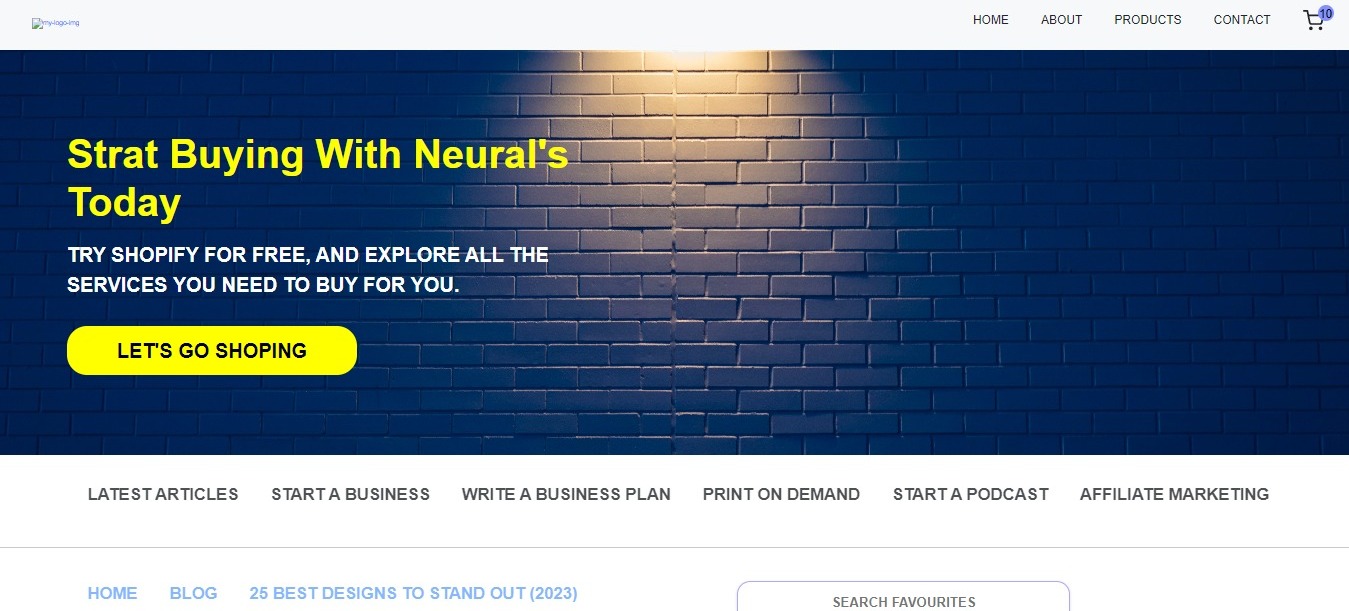 my-logo-img
HOME ABOUT PRODUCTS CONTACT 10
Strat Buying With Neural's
Today
TRY SHOPIFY FOR FREE, AND EXPLORE ALL THE
SERVICES YOU NEED TO BUY FOR YOU.
LET'S GO SHOPING
LATEST ARTICLES START A BUSINESS WRITE A BUSINESS PLAN PRINT ON DEMAND START A PODCAST AFFILIATE MARKETING
HOME BLOG 25 BEST DESIGNS TO STAND OUT (2023)
SEARCH FAVOURITES